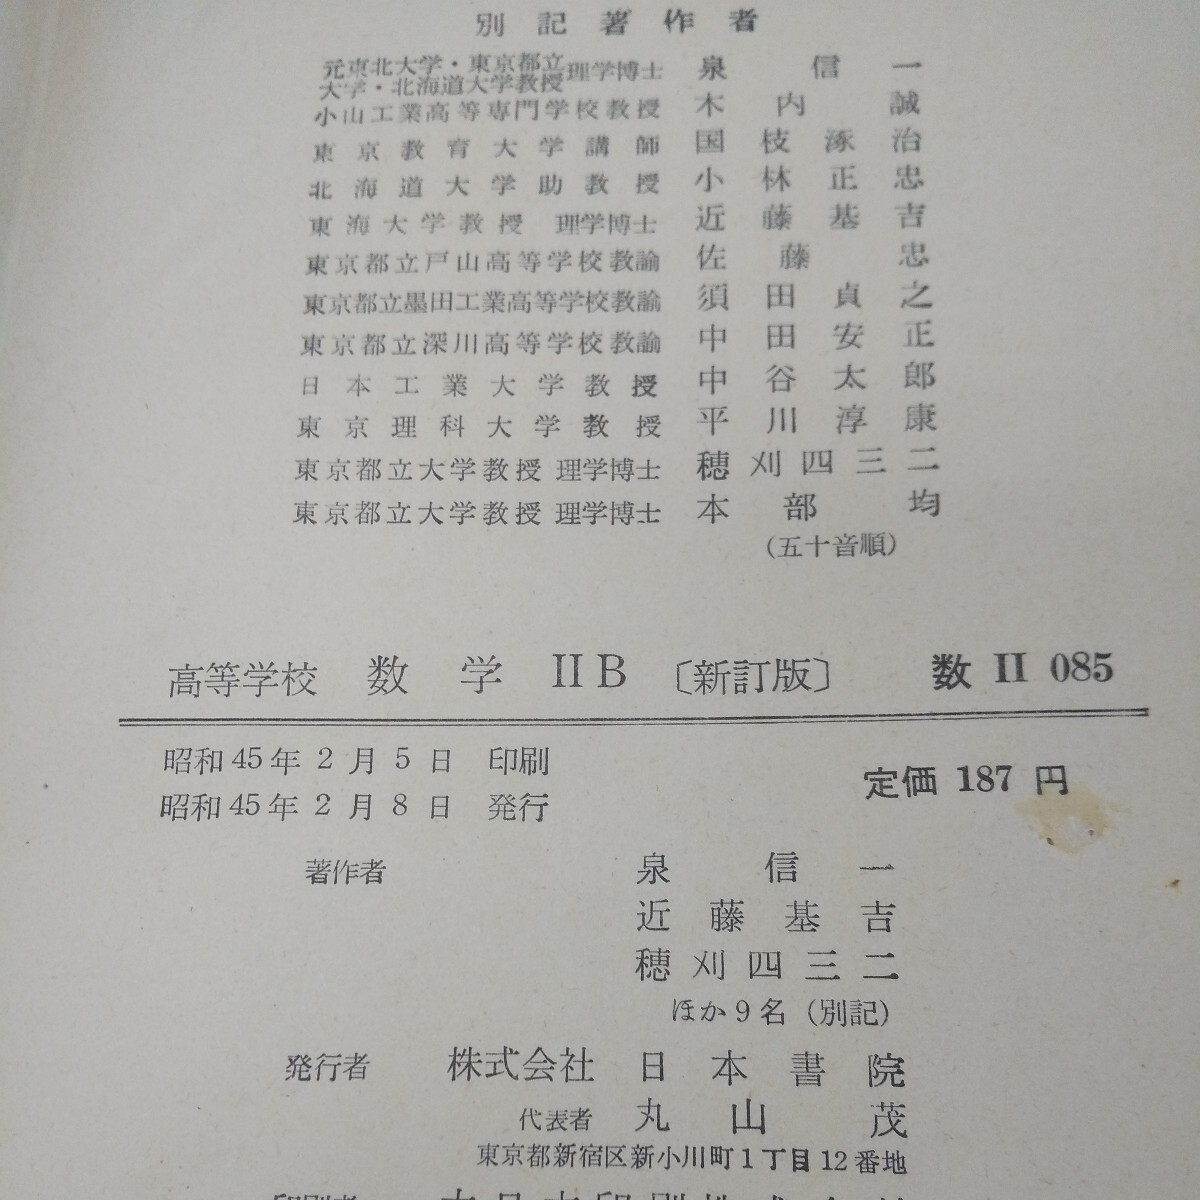 別記著作者
元東北大学・東京都立大学・北海道大学教授 理学博士 泉信一
小山工業高等専門学校教授 木内誠
東京教育大学講師 国枝涿治
北海道大学助教授 小林正忠
東海大学教授 理学博士 近藤基吉
東京都立戸山高等学校教諭 佐藤忠
東京都立墨田工業高等学校教諭 須田貞之
東京都立深川高等学校教諭 中田安正
日本工業大学教授 中谷太郎
東京理科大学教授 平川淳康
東京都立大学教授 理学博士 穂刈四三二
東京都立大学教授 理学博士 本部均
(五十音順)
高等学校 数学 II B 〔新訂版〕 数 II 085
昭和45年2月5日 印刷
昭和45年2月8日 発行
定価 187 円
著作者 泉信一
近藤基吉
穂刈四三二
ほか9名(別記)
発行者 株式会社 日本書院
代表者 丸山茂
東京都新宿区新小川町1丁目12番地